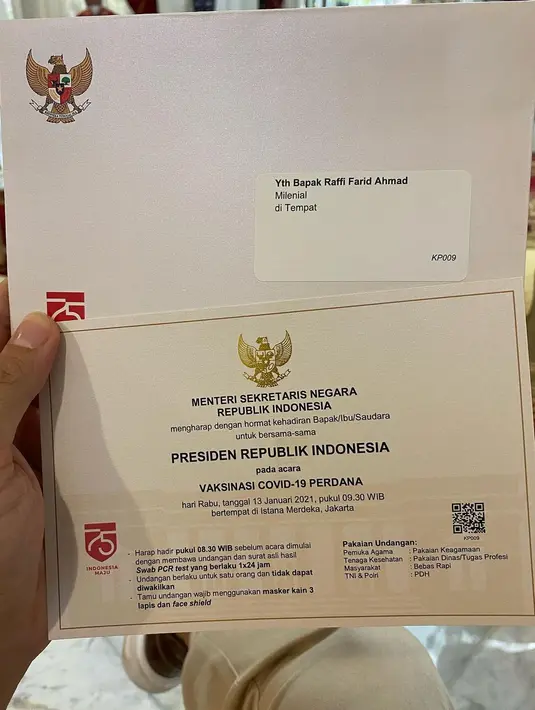 Yth Bapak Raffi Farid Ahmad
Milenial
di Tempat
KP009
75
MENTERI SEKRETARIS NEGARA
REPUBLIK INDONESIA
mengharap dengan hormat kehadiran Bapak/Ibu/Saudara
untuk bersama-sama
PRESIDEN REPUBLIK INDONESIA
pada acara
VAKSINASI COVID-19 PERDANA
hari Rabu, tanggal 13 Januari 2021, pukul 09.30 WIB
bertempat di Istana Merdeka, Jakarta
KP009
75
INDONESIA
MAJU
- Harap hadir pukul 08.30 WIB sebelum acara dimulai
dengan membawa undangan dan surat asli hasil
Swab PCR test yang berlaku 1x24 jam
- Undangan berlaku untuk satu orang dan tidak dapat
diwakilkan
- Tamu undangan wajib menggunakan masker kain 3
lapis dan face shield
Pakaian Undangan:
Pemuka Agama : Pakaian Keagamaan
Tenaga Kesehatan : Pakaian Dinas/Tugas Profesi
Masyarakat : Bebas Rapi
TNI & Polri : PDH